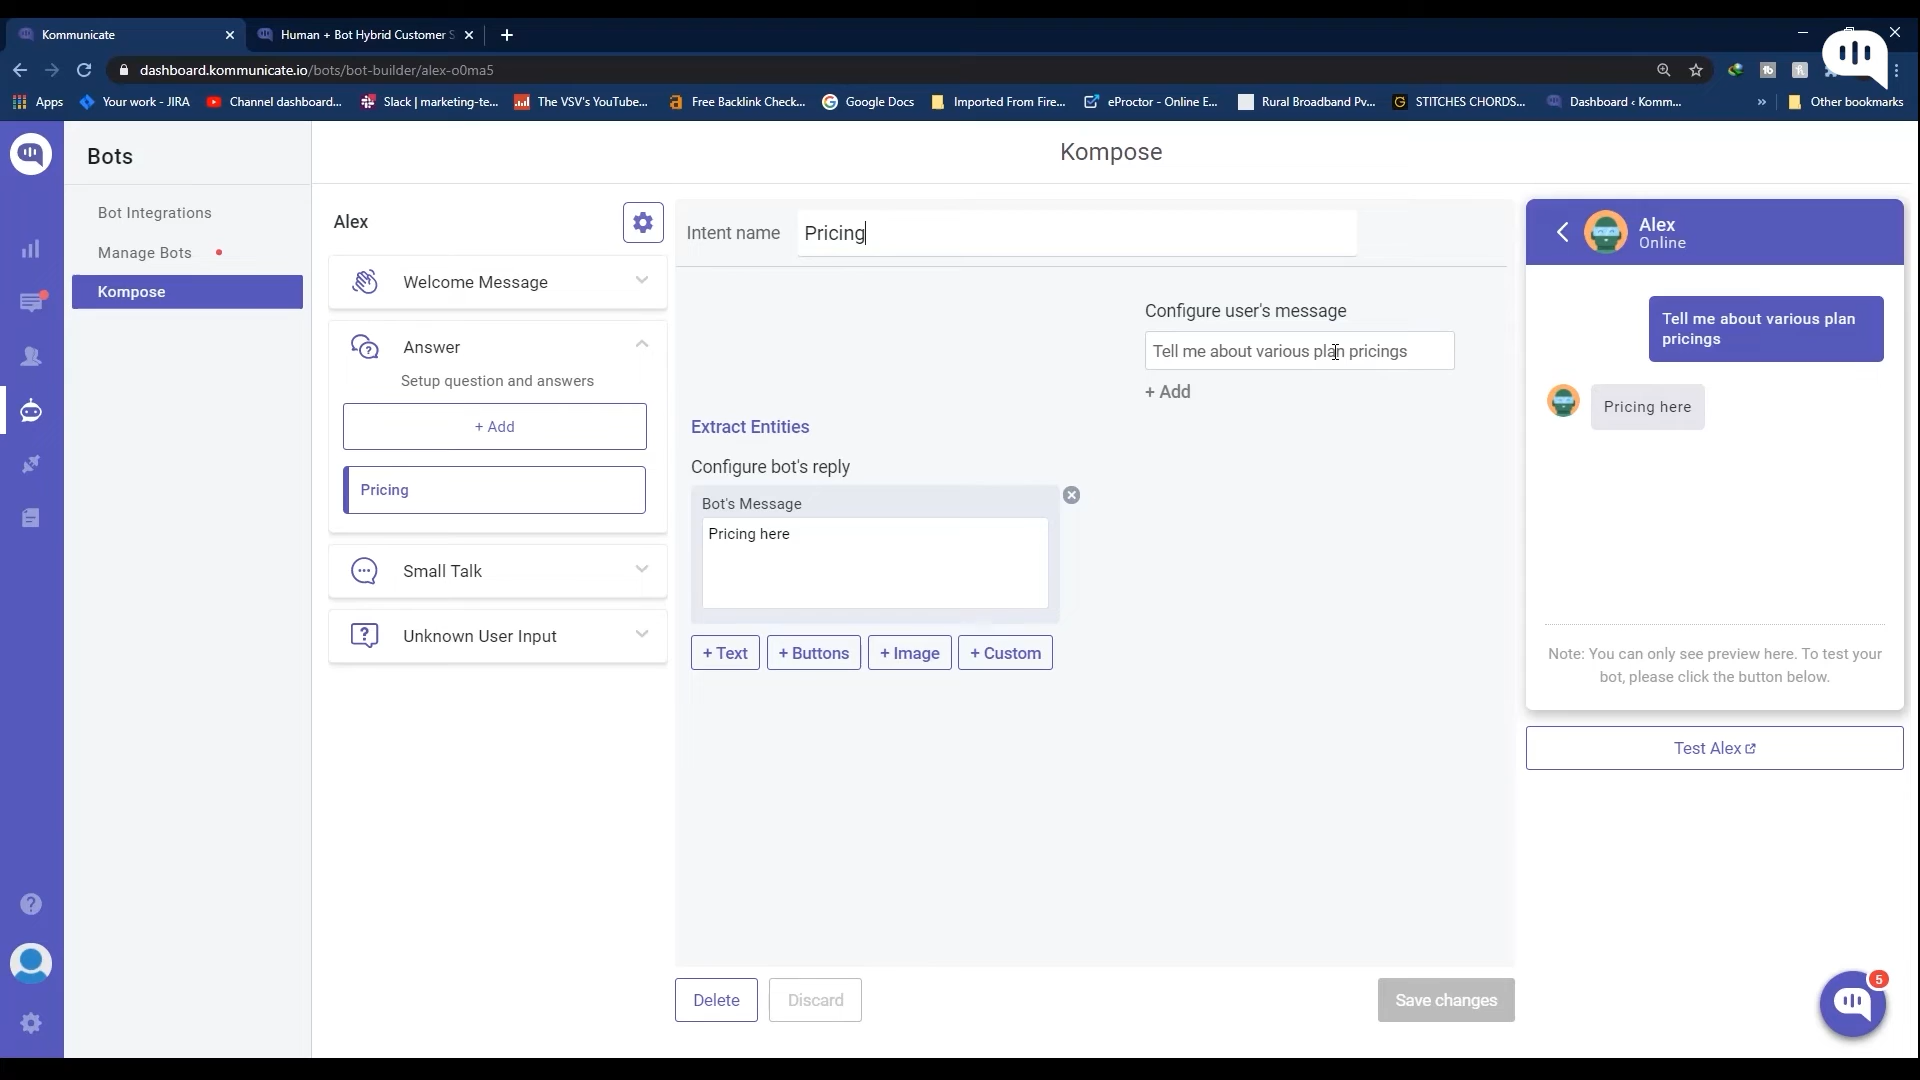 Kommunicate
Human + Bot Hybrid Customer S
dashboard.kommunicate.io/bots/bot-builder/alex-o0ma5
Apps
Your work - JIRA
Channel dashboard...
Slack | marketing-te...
The VSV's YouTube...
Free Backlink Check...
Google Docs
Imported From Fire...
eProctor - Online E...
Rural Broadband Pv...
STITCHES CHORDS...
Dashboard ‹ Komm...
»
Other bookmarks
Bots
Bot Integrations
Manage Bots
Kompose
Kompose
Alex
Welcome Message
Answer
Setup question and answers
+ Add
Pricing
Small Talk
Unknown User Input
Intent name
Pricing
Configure user's message
Tell me about various plan pricings
+ Add
Extract Entities
Configure bot's reply
Bot's Message
Pricing here
+ Text
+ Buttons
+ Image
+ Custom
Delete
Discard
Save changes
Alex
Online
Tell me about various plan
pricings
Pricing here
Note: You can only see preview here. To test your
bot, please click the button below.
Test Alex
5